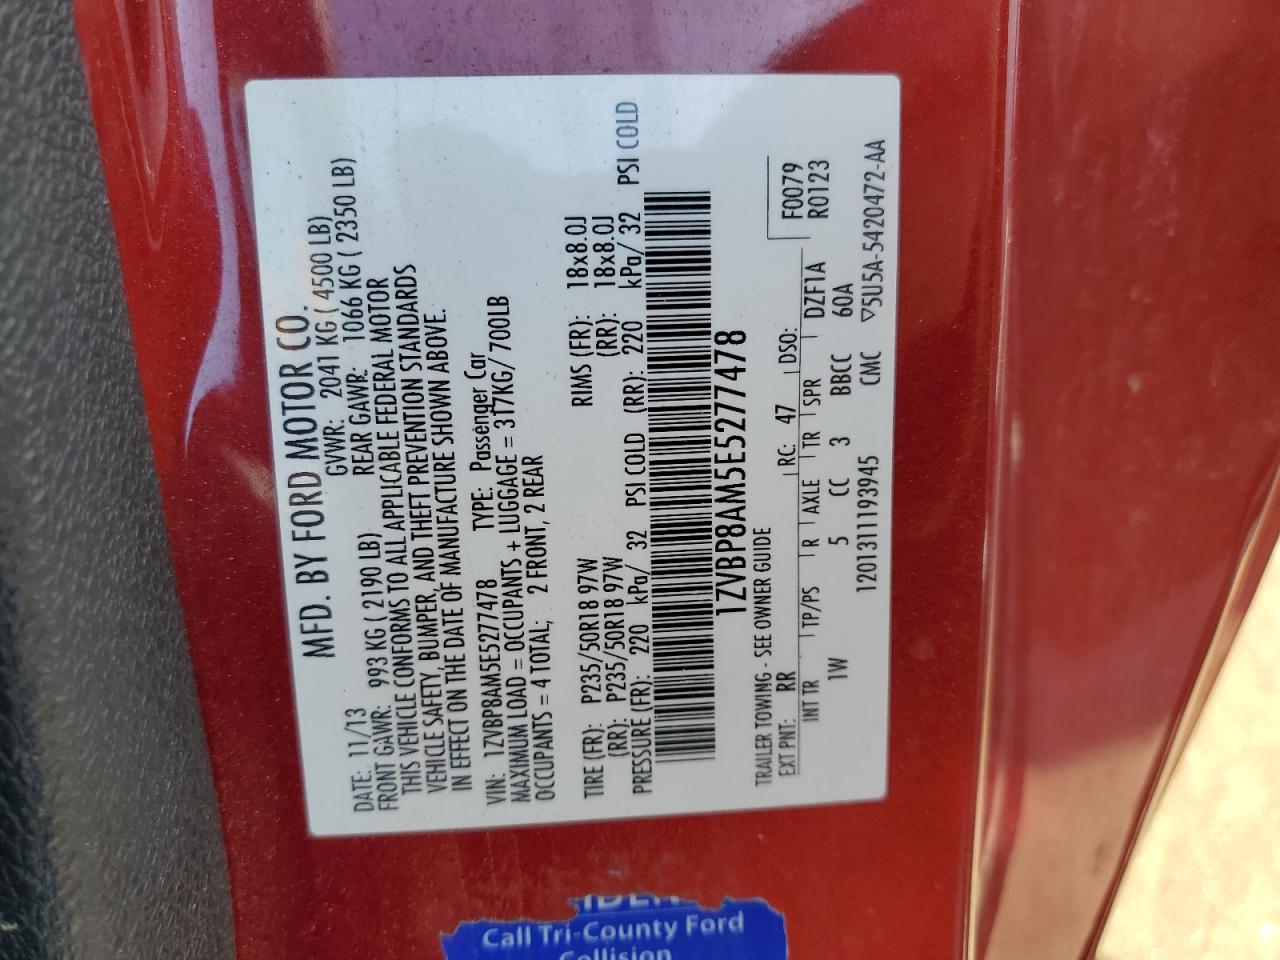 MFD. BY FORD MOTOR CO.
DATE: 11/13 GVWR: 2041 KG ( 4500 LB)
FRONT GAWR: 993 KG ( 2190 LB) REAR GAWR: 1066 KG ( 2350 LB)
THIS VEHICLE CONFORMS TO ALL APPLICABLE FEDERAL MOTOR
VEHICLE SAFETY, BUMPER, AND THEFT PREVENTION STANDARDS
IN EFFECT ON THE DATE OF MANUFACTURE SHOWN ABOVE.
VIN: 1ZVBP8AM5E5277478 TYPE: Passenger Car
MAXIMUM LOAD = OCCUPANTS + LUGGAGE = 317KG/ 700LB
OCCUPANTS = 4 TOTAL; 2 FRONT, 2 REAR
TIRE (FR): P235/50R18 97W RIMS (FR): 18x8.0J
(RR): P235/50R18 97W (RR): 18x8.0J
PRESSURE (FR): 220 kPa/ 32 PSI COLD (RR): 220 kPa/ 32 PSI COLD
1ZVBP8AM5E5277478
TRAILER TOWING - SEE OWNER GUIDE F0079
EXT PNT: RR RC: 47 DSO: R0123
INT TR TP/PS R AXLE TR SPR DZF1A
1W 5 CC 3 BBCC 60A
1201311193945 CMC ▽5U5A-5420472-AA
Call Tri-County Ford
Collision